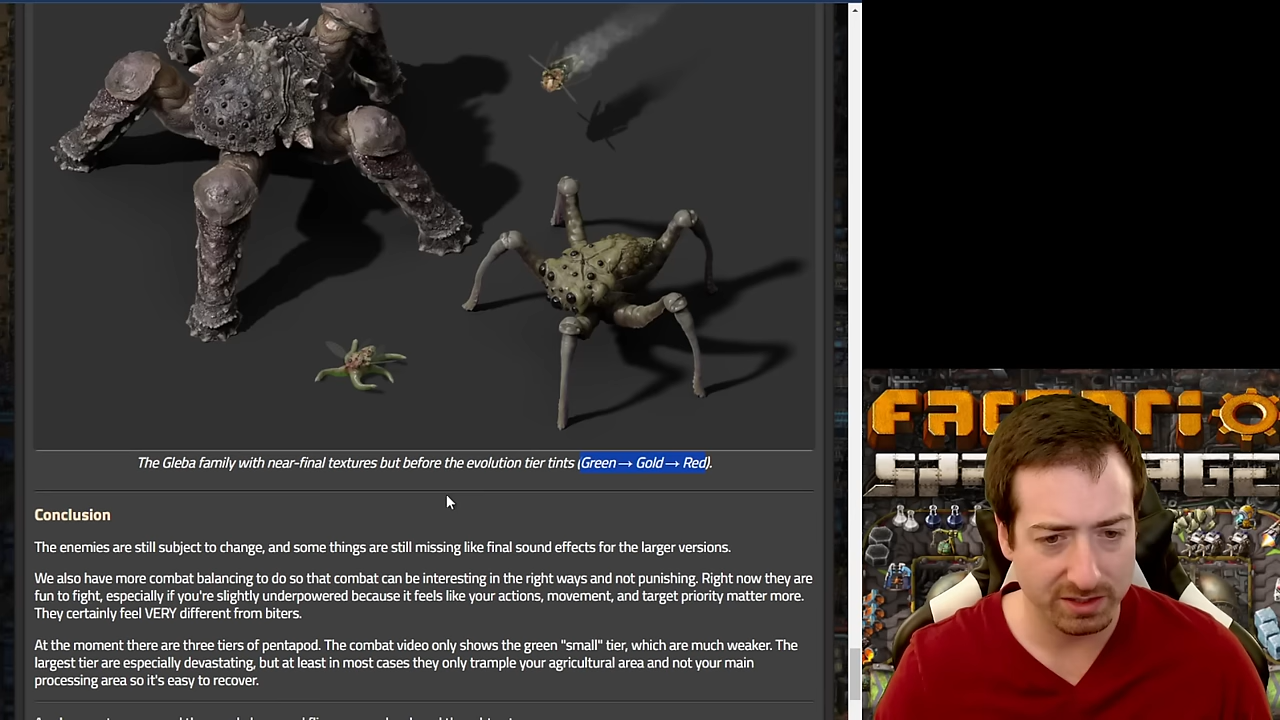 The Gleba family with near-final textures but before the evolution tier tints (Green → Gold → Red).
Conclusion
The enemies are still subject to change, and some things are still missing like final sound effects for the larger versions.
We also have more combat balancing to do so that combat can be interesting in the right ways and not punishing. Right now they are
fun to fight, especially if you're slightly underpowered because it feels like your actions, movement, and target priority matter more.
They certainly feel VERY different from biters.
At the moment there are three tiers of pentapod. The combat video only shows the green "small" tier, which are much weaker. The
largest tier are especially devastating, but at least in most cases they only trample your agricultural area and not your main
processing area so it's easy to recover.